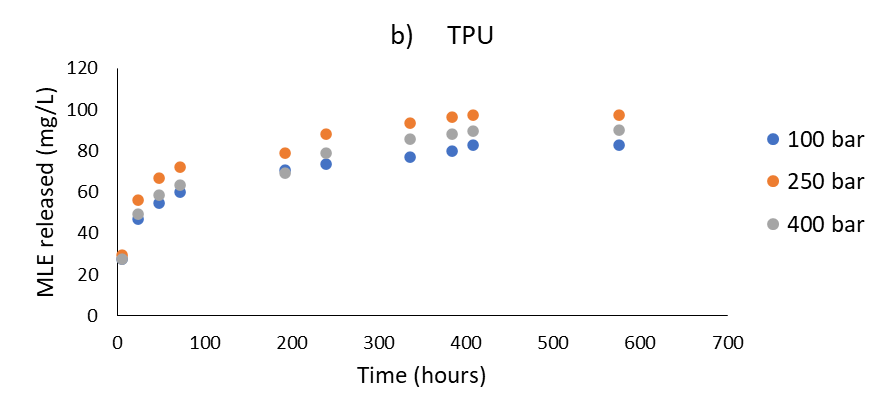 b) TPU
120
100
80
60
40
20
0
MLE released (mg/L)
0 100 200 300 400 500 600 700
Time (hours)
100 bar
250 bar
400 bar